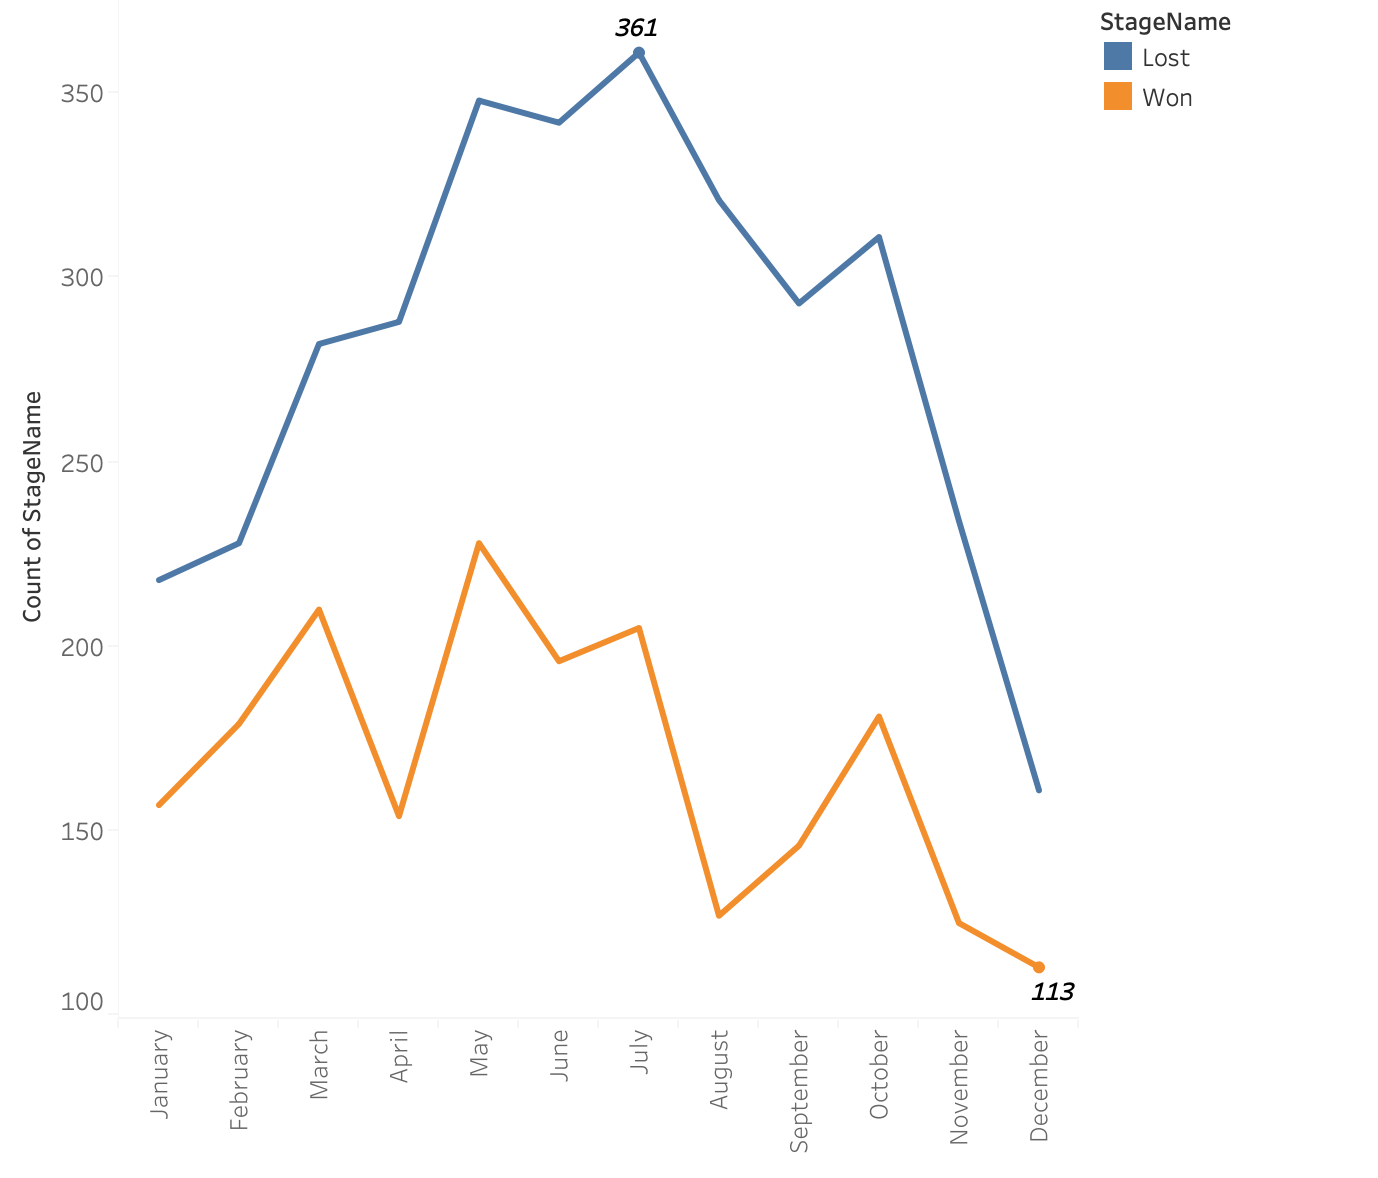 361
StageName
Lost
Won
350
300
250
200
150
100
Count of StageName
113
January
February
March
April
May
June
July
August
September
October
November
December